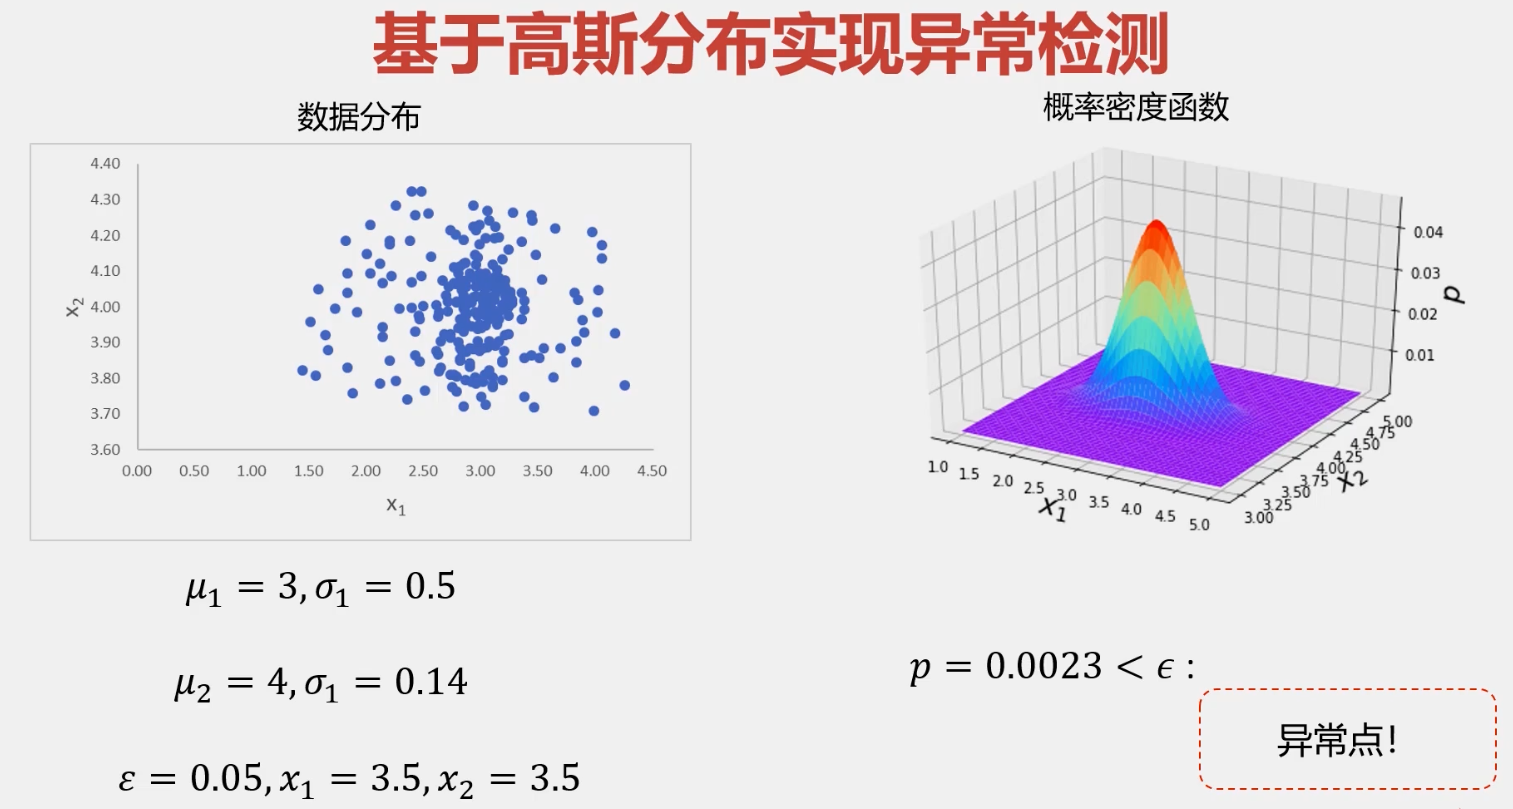 基于高斯分布实现异常检测
数据分布
4.40
4.30
4.20
4.10
4.00
3.90
3.80
3.70
3.60
x₂
0.00 0.50 1.00 1.50 2.00 2.50 3.00 3.50 4.00 4.50
x₁
μ₁ = 3, σ₁ = 0.5
μ₂ = 4, σ₁ = 0.14
ε = 0.05, x₁ = 3.5, x₂ = 3.5
概率密度函数
0.04
0.03
0.02
0.01
p
1.0 1.5 2.0 2.5 3.0 3.5 4.0 4.5 5.0
x₁
3.00 3.25 3.50 3.75 4.00 4.25 4.50 4.75 5.00
x₂
p = 0.0023 < ϵ :
异常点!